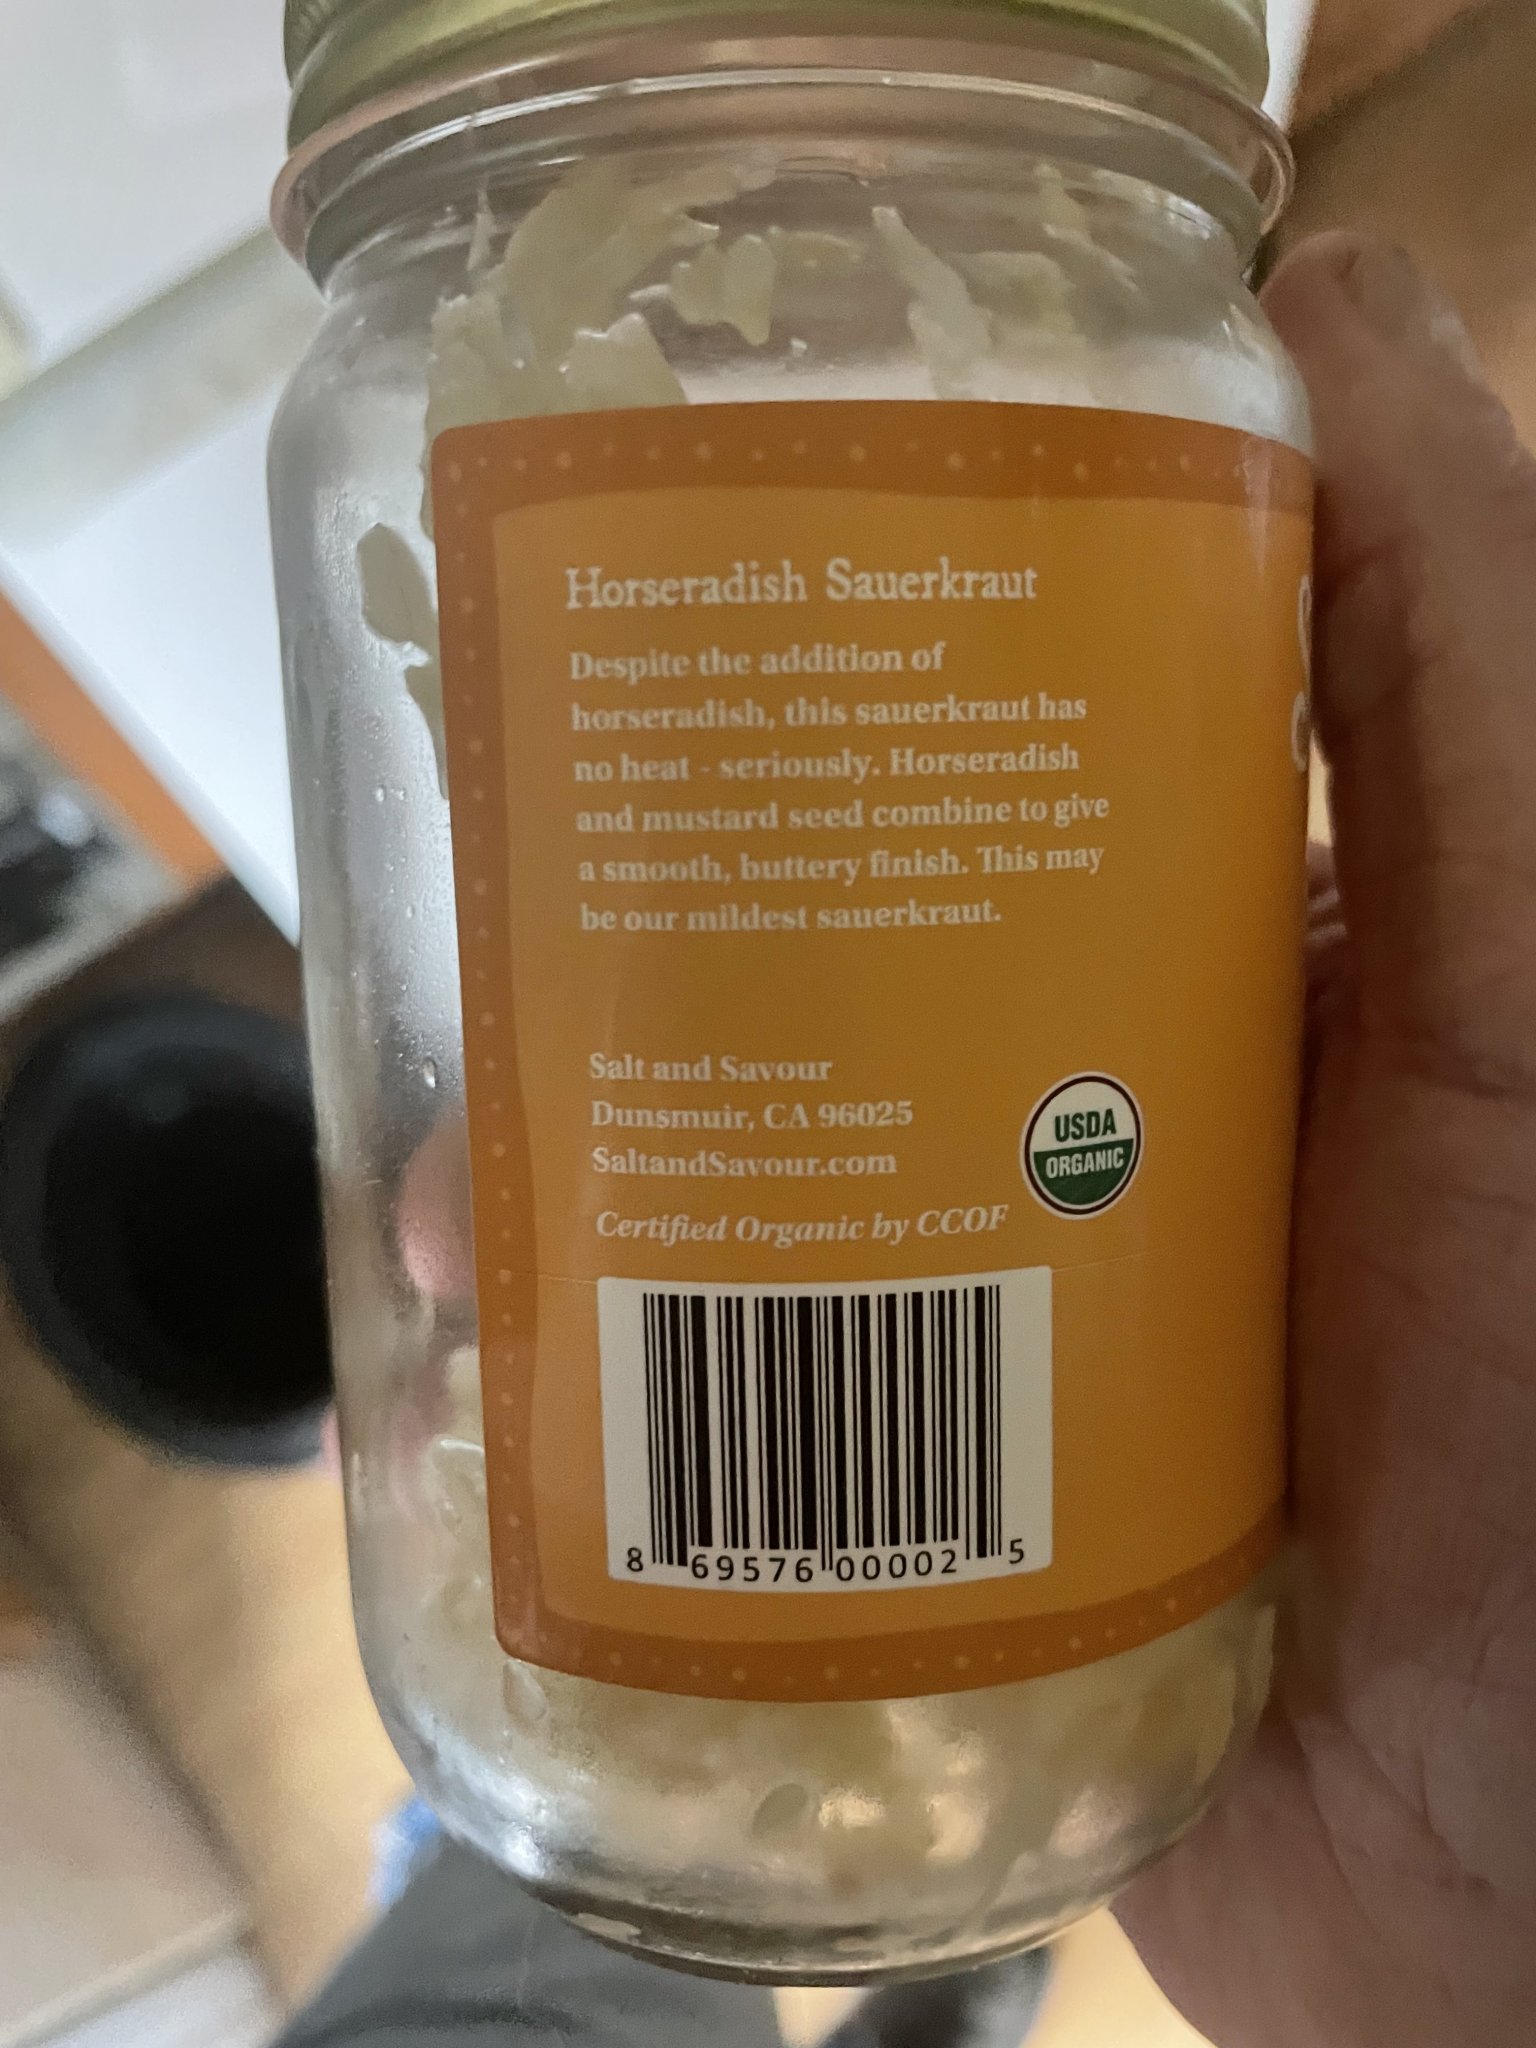 Horseradish Sauerkraut
Despite the addition of
horseradish, this sauerkraut has
no heat - seriously. Horseradish
and mustard seed combine to give
a smooth, buttery finish. This may
be our mildest sauerkraut.
Salt and Savour
Dunsmuir, CA 96025
SaltandSavour.com
Certified Organic by CCOF
USDA
ORGANIC
8 69576 00002 5